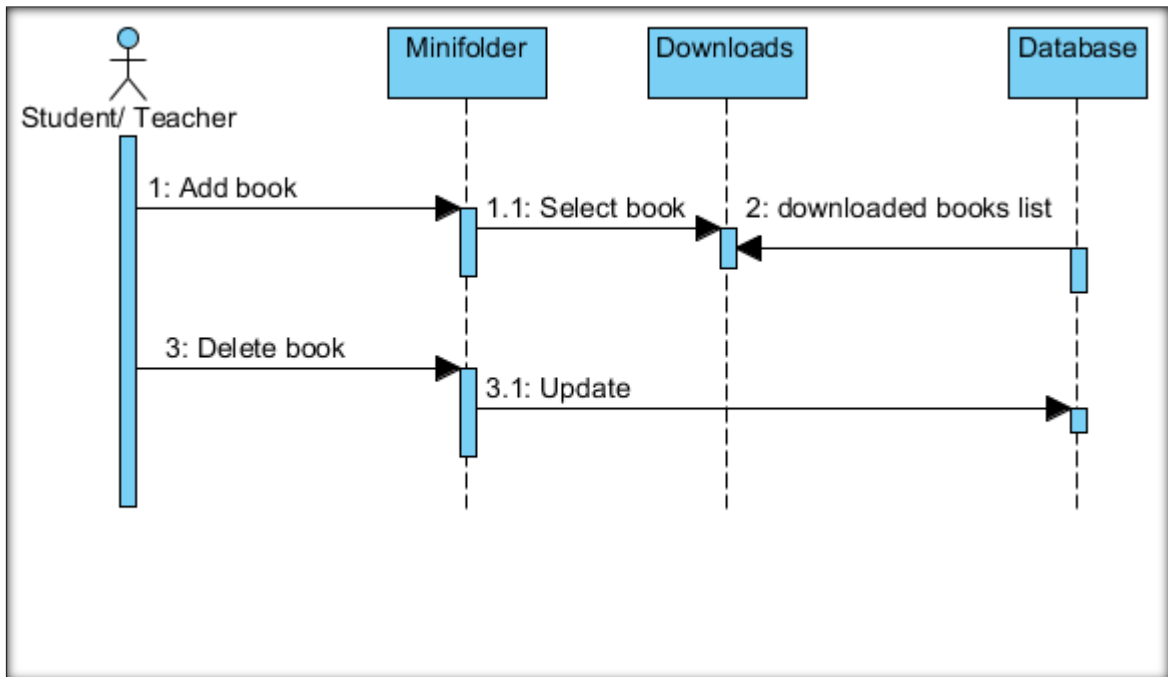 Minifolder
Downloads
Database
Student/ Teacher
1: Add book
1.1: Select book
2: downloaded books list
3: Delete book
3.1: Update